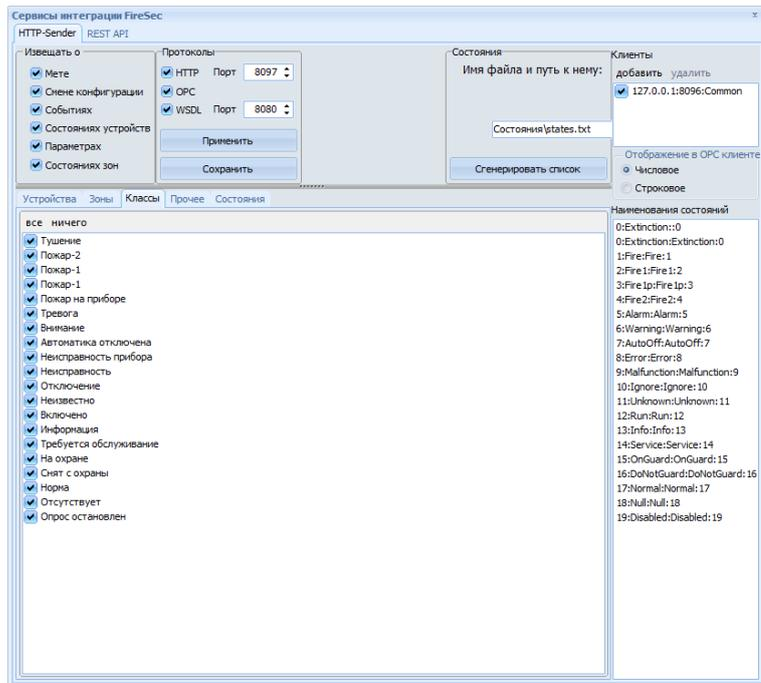 Сервисы интеграции FireSec
HTTP-Sender REST API
Извещать о
Мете
Смене конфигурации
Событиях
Состояниях устройств
Параметрах
Состояниях зон
Протоколы
HTTP Порт 8097
OPC
WSDL Порт 8080
Применить
Сохранить
Состояния
Имя файла и путь к нему:
Состояния\states.txt
Сгенерировать список
Клиенты
добавить удалить
127.0.0.1:8096:Common
Отображение в OPC клиенте
Числовое
Строковое
Устройства Зоны Классы Прочее Состояния
все ничего
Тушение
Пожар-2
Пожар-1
Пожар-1
Пожар на приборе
Тревога
Внимание
Автоматика отключена
Неисправность прибора
Неисправность
Отключение
Неизвестно
Включено
Информация
Требуется обслуживание
На охране
Снят с охраны
Норма
Отсутствует
Опрос остановлен
Наименования состояний
0:Extinction::0
0:Extinction:Extinction:0
1:Fire:Fire:1
2:Fire1:Fire1:2
3:Fire1p:Fire1p:3
4:Fire2:Fire2:4
5:Alarm:Alarm:5
6:Warning:Warning:6
7:AutoOff:AutoOff:7
8:Error:Error:8
9:Malfunction:Malfunction:9
10:Ignore:Ignore:10
11:Unknown:Unknown:11
12:Run:Run:12
13:Info:Info:13
14:Service:Service:14
15:OnGuard:OnGuard:15
16:DoNotGuard:DoNotGuard:16
17:Normal:Normal:17
18:Null:Null:18
19:Disabled:Disabled:19